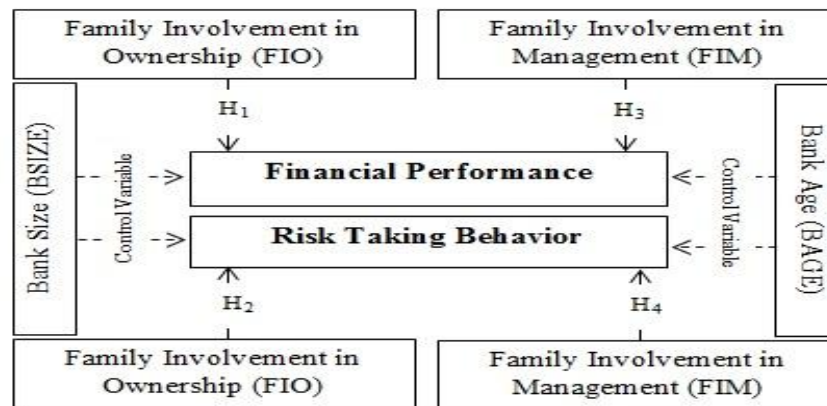 Family Involvement in
Ownership (FIO)
Family Involvement in
Management (FIM)
H₁
H₃
Bank Size (BSIZE)
Control Variable
Financial Performance
Risk Taking Behavior
Control Variable
Bank Age (BAGE)
H₂
H₄
Family Involvement in
Ownership (FIO)
Family Involvement in
Management (FIM)